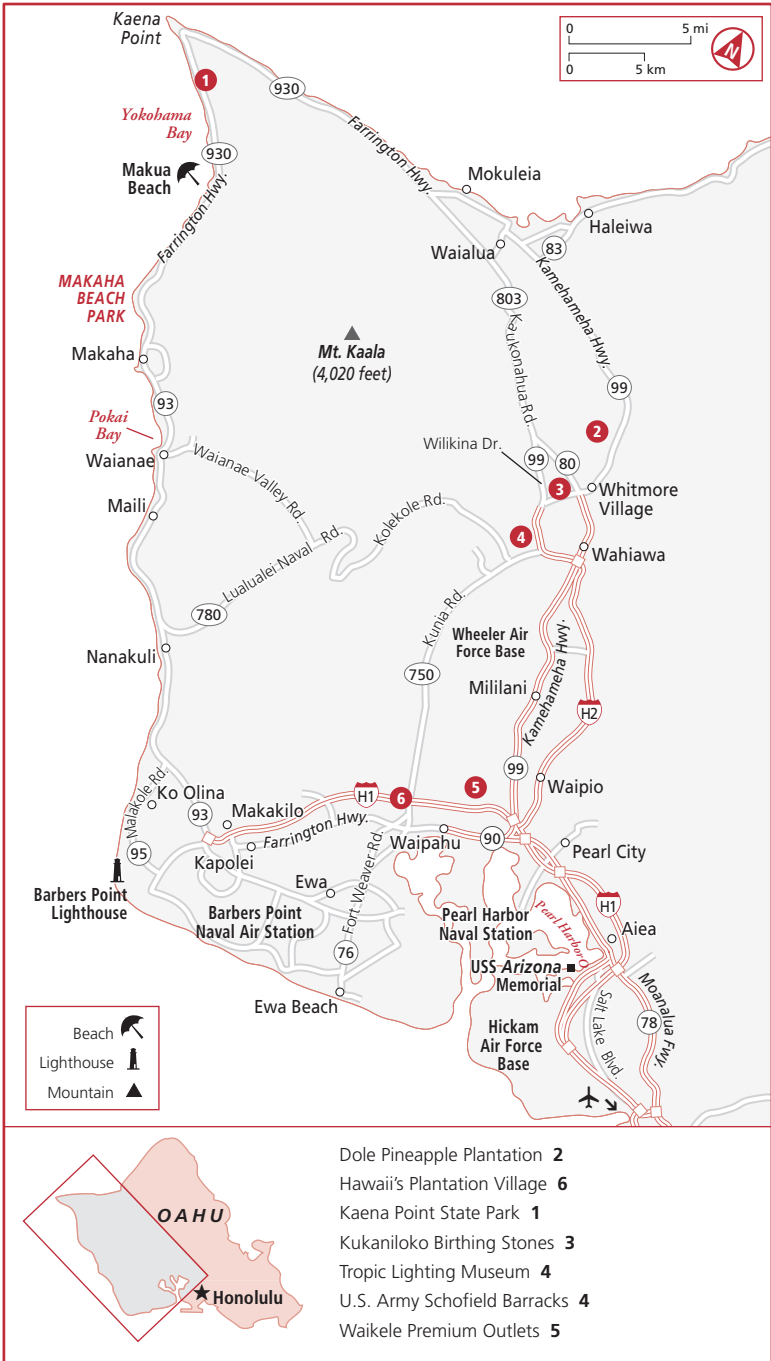 Kaena
Point
0 5 mi
0 5 km
N
1
930
Yokohama
Bay
930
Farrington Hwy.
Makua
Beach
Mokuleia
Haleiwa
Farrington Hwy.
Waialua
83
Kamehameha Hwy.
MAKAHA
BEACH
PARK
803
Kaukonahua Rd.
Mt. Kaala
(4,020 feet)
Makaha
99
93
Pokai
Bay
2
Wilikina Dr.
Waianae
Waianae Valley Rd.
99
80
3
Whitmore
Village
Maili
Kolekole Rd.
4
Lualualei Naval Rd.
Wahiawa
780
Kunia Rd.
Wheeler Air
Force Base
Nanakuli
750
Kamehameha Hwy.
Mililani
H2
99
Malakole Rd.
Ko Olina
5
Waipio
93
Makakilo
H1
6
Farrington Hwy.
Waipahu
90
Pearl City
95
Kapolei
Fort Weaver Rd.
Barbers Point
Lighthouse
Ewa
Barbers Point
Naval Air Station
Pearl Harbor
Naval Station
Pearl Harbor
H1
Aiea
76
USS Arizona
Memorial
Ewa Beach
Salt Lake Blvd.
Moanalua Fwy.
78
Hickam
Air Force
Base
Beach
Lighthouse
Mountain
OAHU
Honolulu
Dole Pineapple Plantation 2
Hawaii's Plantation Village 6
Kaena Point State Park 1
Kukaniloko Birthing Stones 3
Tropic Lighting Museum 4
U.S. Army Schofield Barracks 4
Waikele Premium Outlets 5